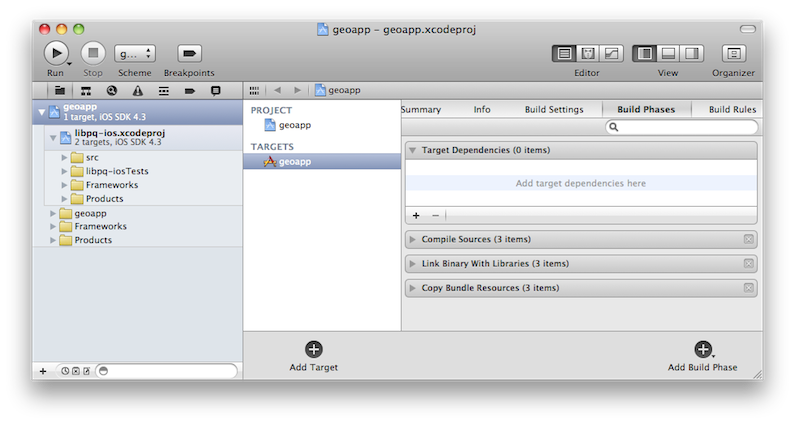 geoapp – geoapp.xcodeproj
g...
Run
Stop
Scheme
Breakpoints
Editor
View
Organizer
geoapp
1 target, iOS SDK 4.3
libpq-ios.xcodeproj
2 targets, iOS SDK 4.3
src
libpq-iosTests
Frameworks
Products
geoapp
Frameworks
Products
geoapp
PROJECT
geoapp
TARGETS
geoapp
Summary
Info
Build Settings
Build Phases
Build Rules
Target Dependencies (0 items)
Add target dependencies here
Compile Sources (3 items)
Link Binary With Libraries (3 items)
Copy Bundle Resources (3 items)
Add Target
Add Build Phase